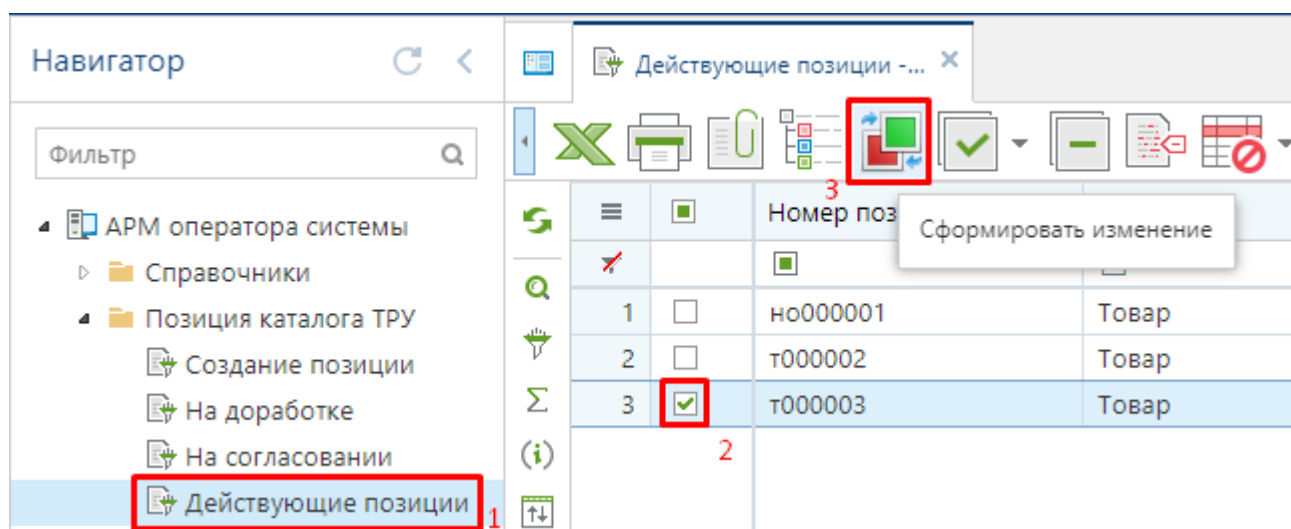 Навигатор
Действующие позиции -...
Фильтр
3
Номер поз
Сформировать изменение
АРМ оператора системы
Справочники
Позиция каталога ТРУ
1 но000001 Товар
Создание позиции
2 т000002 Товар
На доработке
3 т000003 Товар
На согласовании
2
Действующие позиции
1